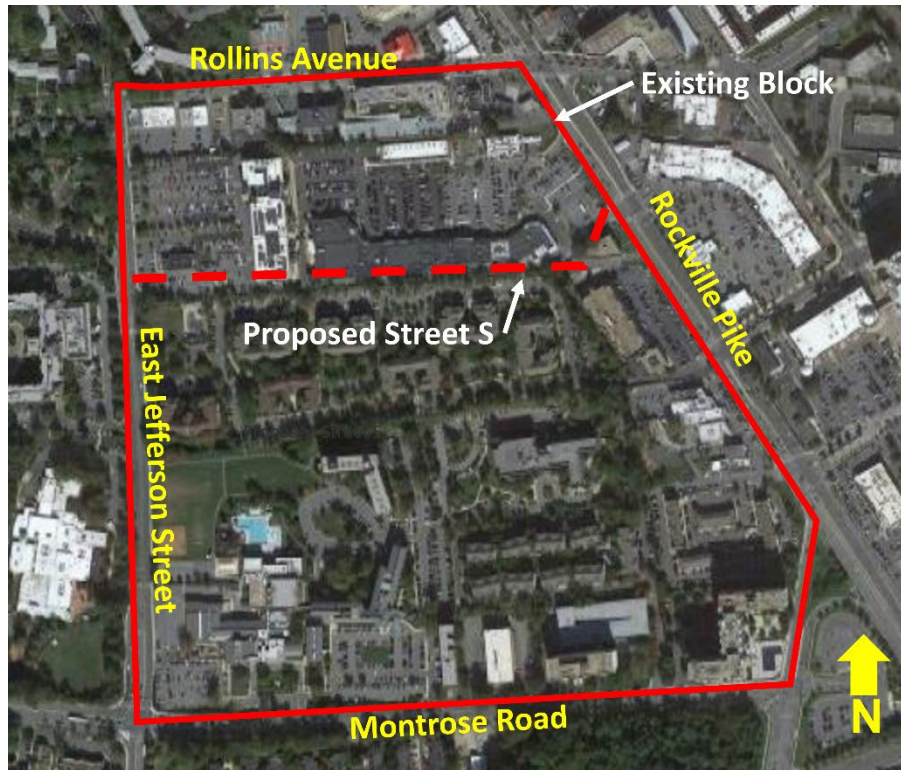 Rollins Avenue
Existing Block
Rockville Pike
Proposed Street S
East Jefferson Street
Montrose Road
N